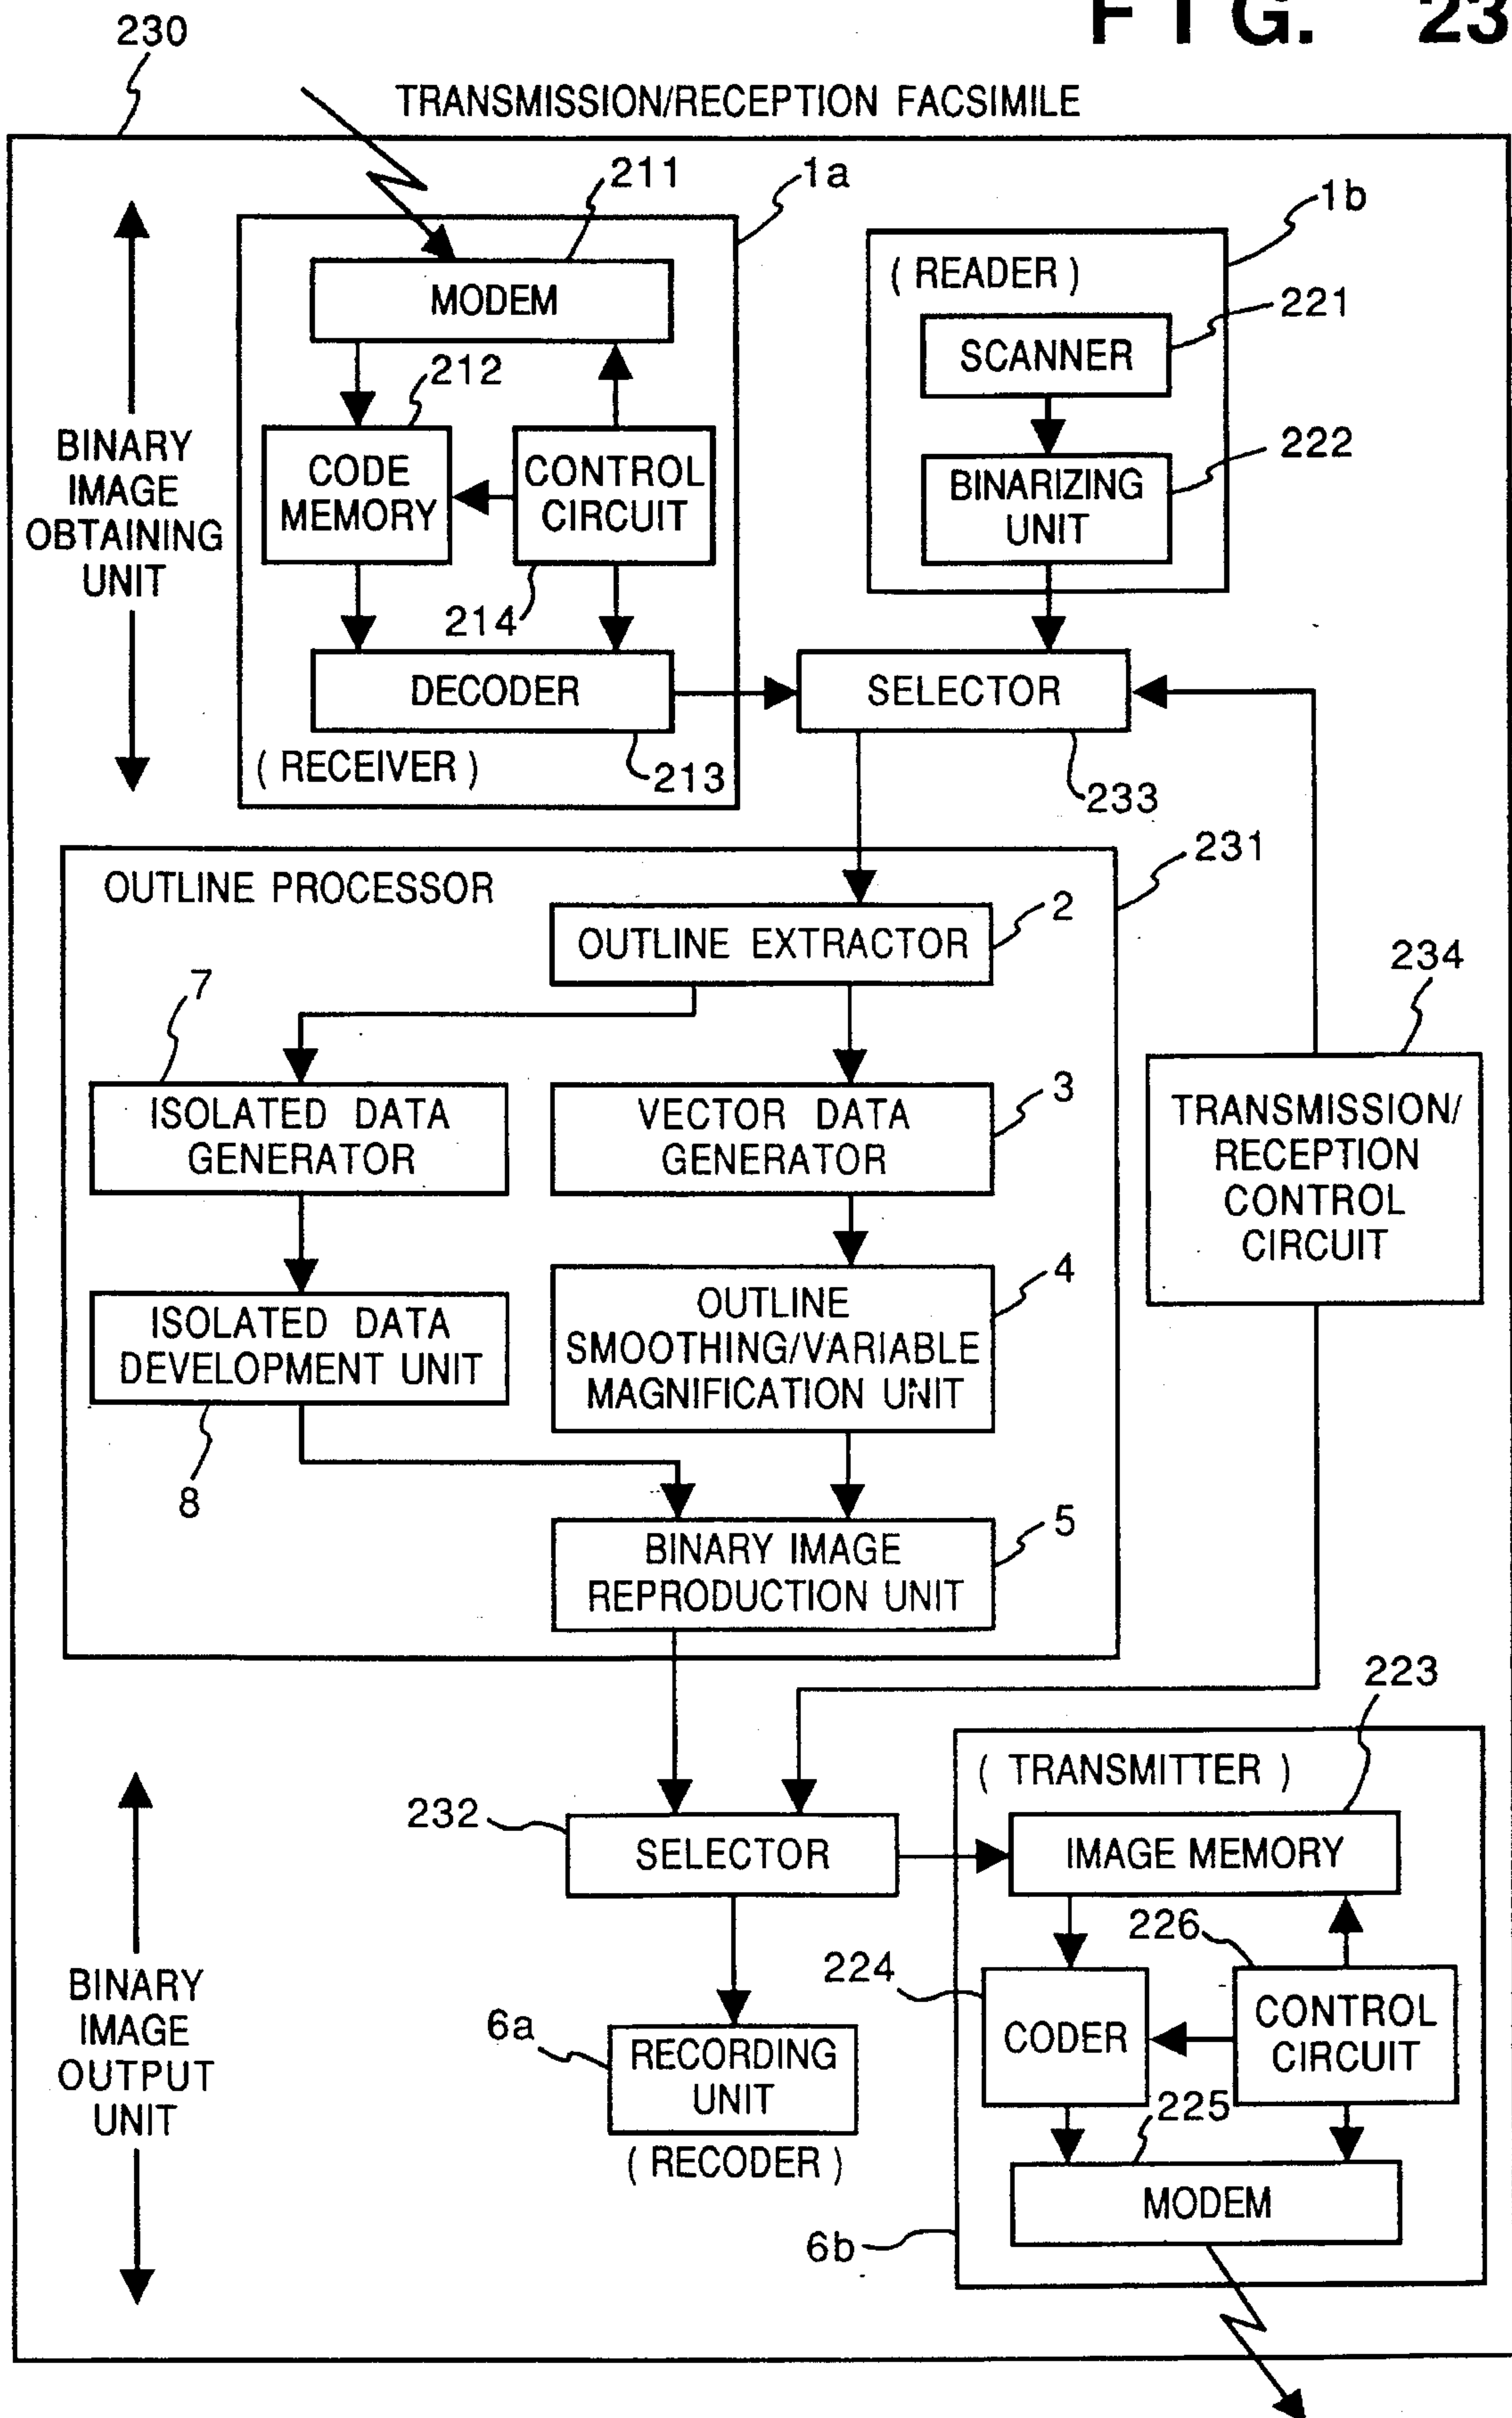 FIG. 23
230
TRANSMISSION/RECEPTION FACSIMILE
211
1a
1b
MODEM
( READER )
221
SCANNER
212
BINARY
IMAGE
OBTAINING
UNIT
CODE
MEMORY
CONTROL
CIRCUIT
222
BINARIZING
UNIT
214
DECODER
SELECTOR
( RECEIVER )
213
233
231
OUTLINE PROCESSOR
2
OUTLINE EXTRACTOR
234
7
3
ISOLATED DATA
GENERATOR
VECTOR DATA
GENERATOR
TRANSMISSION/
RECEPTION
CONTROL
CIRCUIT
4
ISOLATED DATA
DEVELOPMENT UNIT
OUTLINE
SMOOTHING/VARIABLE
MAGNIFICATION UNIT
8
5
BINARY IMAGE
REPRODUCTION UNIT
223
( TRANSMITTER )
232
SELECTOR
IMAGE MEMORY
226
224
BINARY
IMAGE
OUTPUT
UNIT
6a
RECORDING
UNIT
( RECODER )
CODER
CONTROL
CIRCUIT
225
MODEM
6b